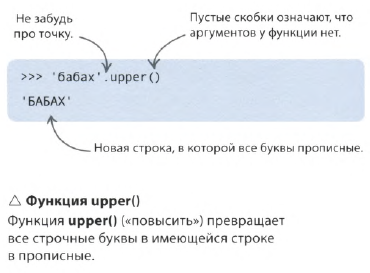 Не забудь
про точку.
Пустые скобки означают, что
аргументов у функции нет.
>>> 'бабах'.upper()
'БАБАХ'
Новая строка, в которой все буквы прописные.
△ Функция upper()
Функция upper() («повысить») превращает
все строчные буквы в имеющейся строке
в прописные.